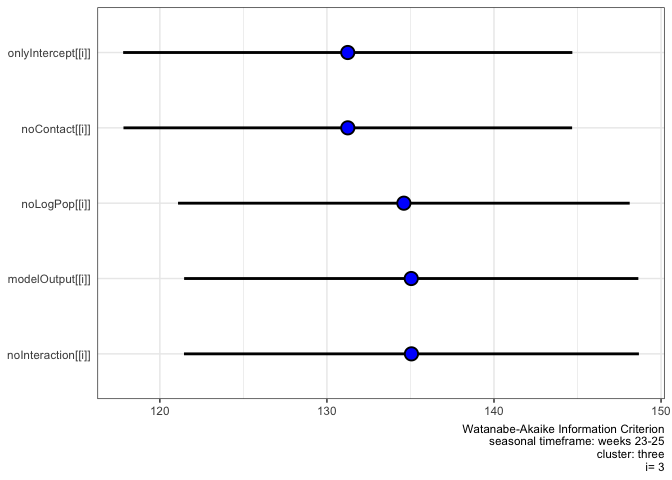 onlyIntercept[[i]]
noContact[[i]]
noLogPop[[i]]
modelOutput[[i]]
noInteraction[[i]]
120 130 140 150
Watanabe-Akaike Information Criterion
seasonal timeframe: weeks 23-25
cluster: three
i= 3